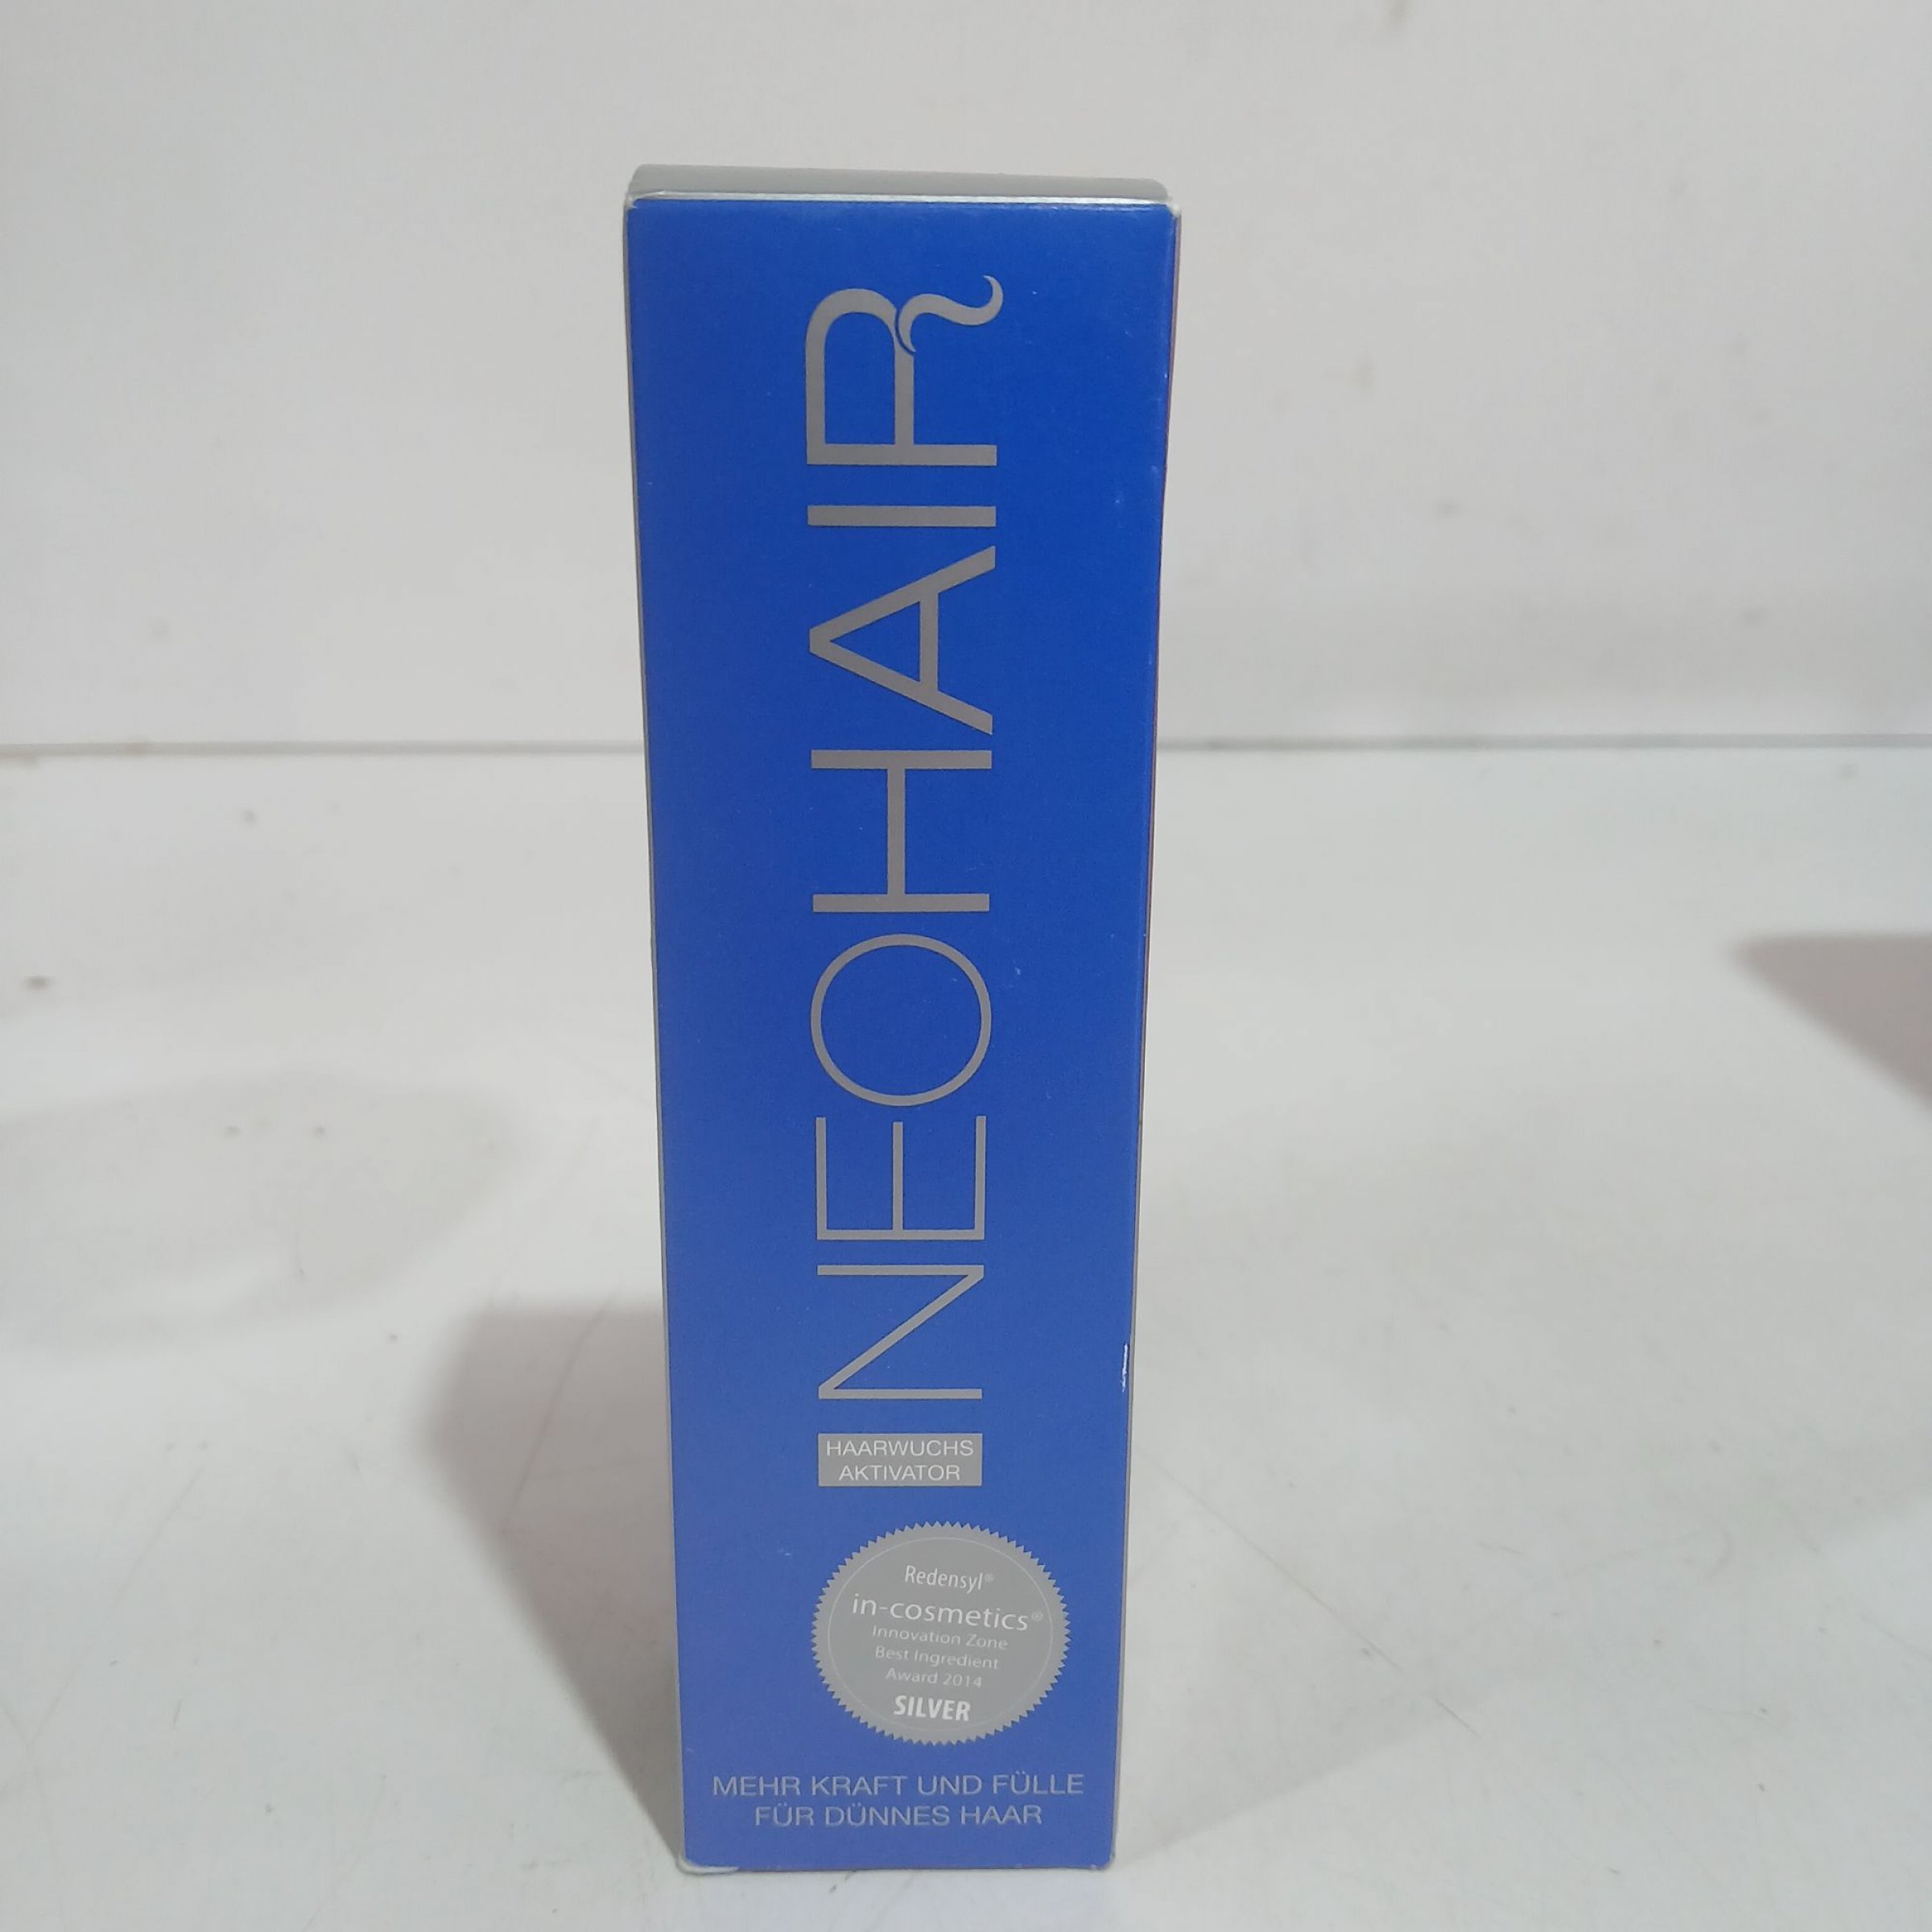 NEOHAIR
HAARWUCHS
AKTIVATOR
Redensyl®
in-cosmetics®
Innovation Zone
Best Ingredient
Award 2014
SILVER
MEHR KRAFT UND FÜLLE
FÜR DÜNNES HAAR